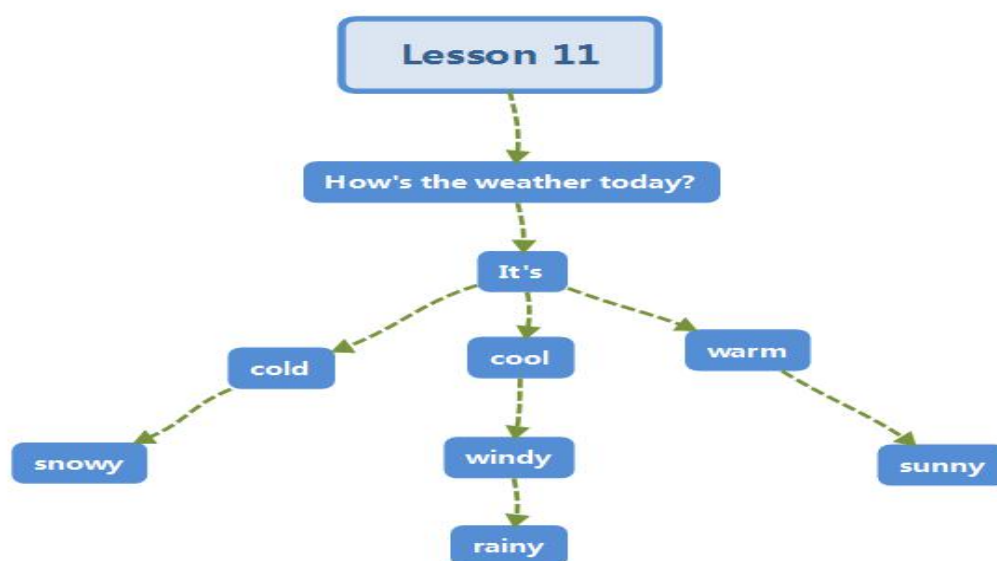 Lesson 11
How's the weather today?
It's
cold
cool
warm
snowy
windy
sunny
rainy